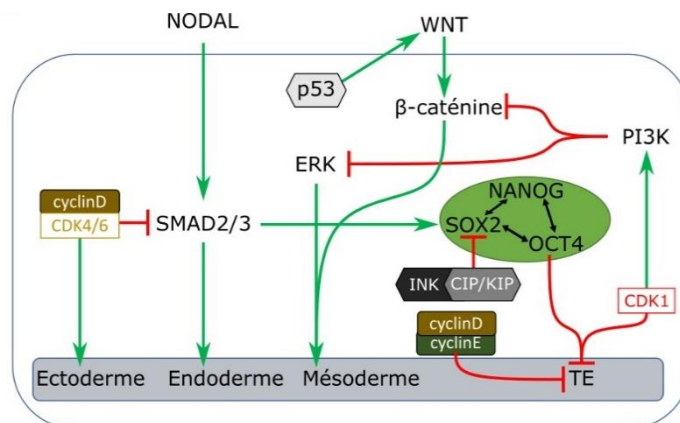 NODAL
WNT
p53
β-caténine
PI3K
ERK
cyclinD
CDK4/6
SMAD2/3
NANOG
SOX2
OCT4
INK
CIP/KIP
CDK1
cyclinD
cyclinE
Ectoderme
Endoderme
Mésoderme
TE